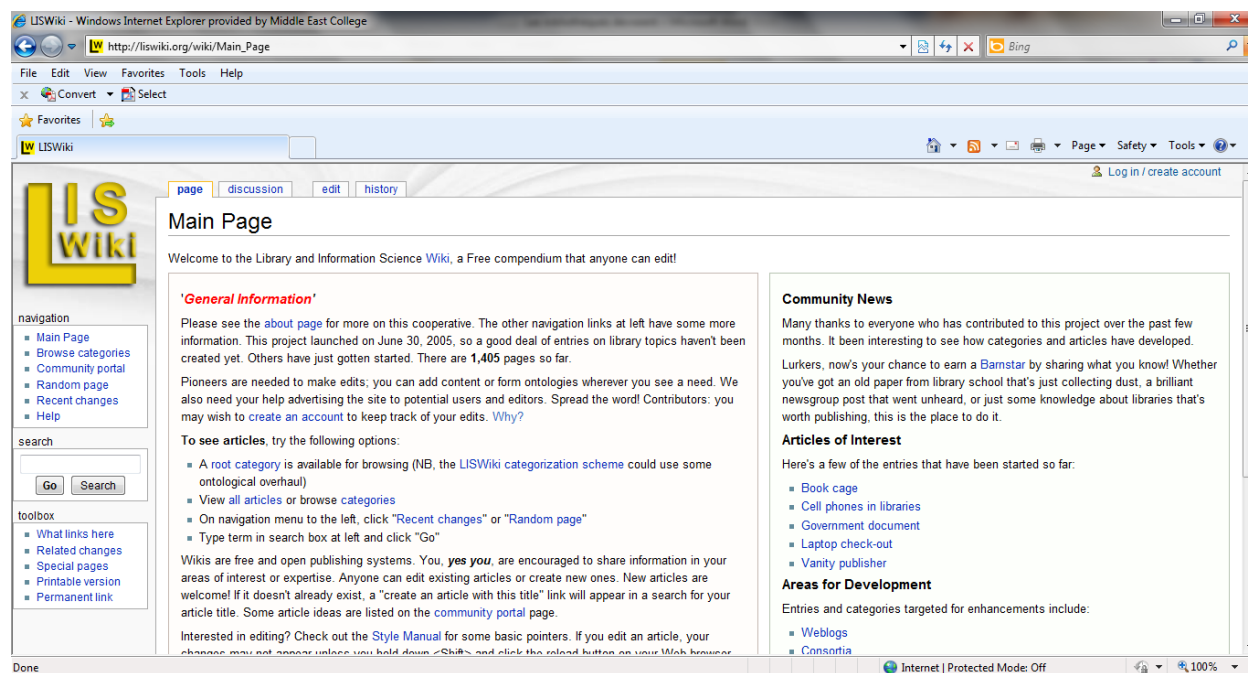 LISWiki - Windows Internet Explorer provided by Middle East College
http://liswiki.org/wiki/Main_Page
Bing
File Edit View Favorites Tools Help
x Convert Select
Favorites
LISWiki
Page Safety Tools
Log in / create account
LIS
Wiki
page discussion edit history
Main Page
Welcome to the Library and Information Science Wiki, a Free compendium that anyone can edit!
navigation
Main Page
Browse categories
Community portal
Random page
Recent changes
Help
search
Go Search
toolbox
What links here
Related changes
Special pages
Printable version
Permanent link
'General Information'
Please see the about page for more on this cooperative. The other navigation links at left have some more
information. This project launched on June 30, 2005, so a good deal of entries on library topics haven't been
created yet. Others have just gotten started. There are 1,405 pages so far.
Pioneers are needed to make edits; you can add content or form ontologies wherever you see a need. We
also need your help advertising the site to potential users and editors. Spread the word! Contributors: you
may wish to create an account to keep track of your edits. Why?
To see articles, try the following options:
A root category is available for browsing (NB, the LISWiki categorization scheme could use some
ontological overhaul)
View all articles or browse categories
On navigation menu to the left, click "Recent changes" or "Random page"
Type term in search box at left and click "Go"
Wikis are free and open publishing systems. You, yes you, are encouraged to share information in your
areas of interest or expertise. Anyone can edit existing articles or create new ones. New articles are
welcome! If it doesn't already exist, a "create an article with this title" link will appear in a search for your
article title. Some article ideas are listed on the community portal page.
Interested in editing? Check out the Style Manual for some basic pointers. If you edit an article, your
changes may not appear unless you hold down <Shift> and click the reload button on your Web browser
Community News
Many thanks to everyone who has contributed to this project over the past few
months. It been interesting to see how categories and articles have developed.
Lurkers, now's your chance to earn a Barnstar by sharing what you know! Whether
you've got an old paper from library school that's just collecting dust, a brilliant
newsgroup post that went unheard, or just some knowledge about libraries that's
worth publishing, this is the place to do it.
Articles of Interest
Here's a few of the entries that have been started so far:
Book cage
Cell phones in libraries
Government document
Laptop check-out
Vanity publisher
Areas for Development
Entries and categories targeted for enhancements include:
Weblogs
Consortia
Done
Internet | Protected Mode: Off
100%